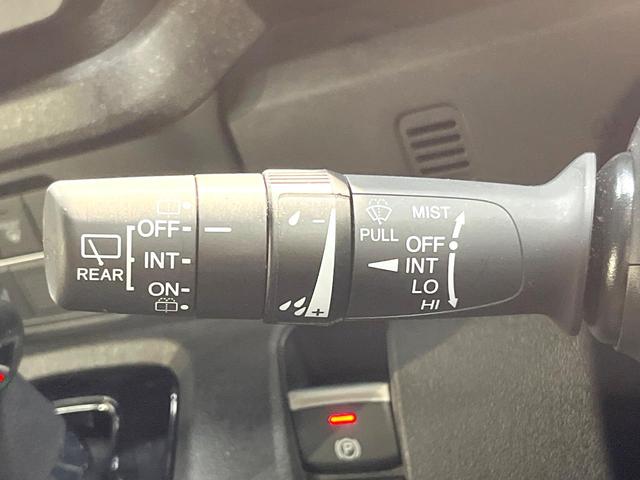 REAR
OFF
INT
ON
−
+
PULL
MIST
OFF
INT
LO
HI
P